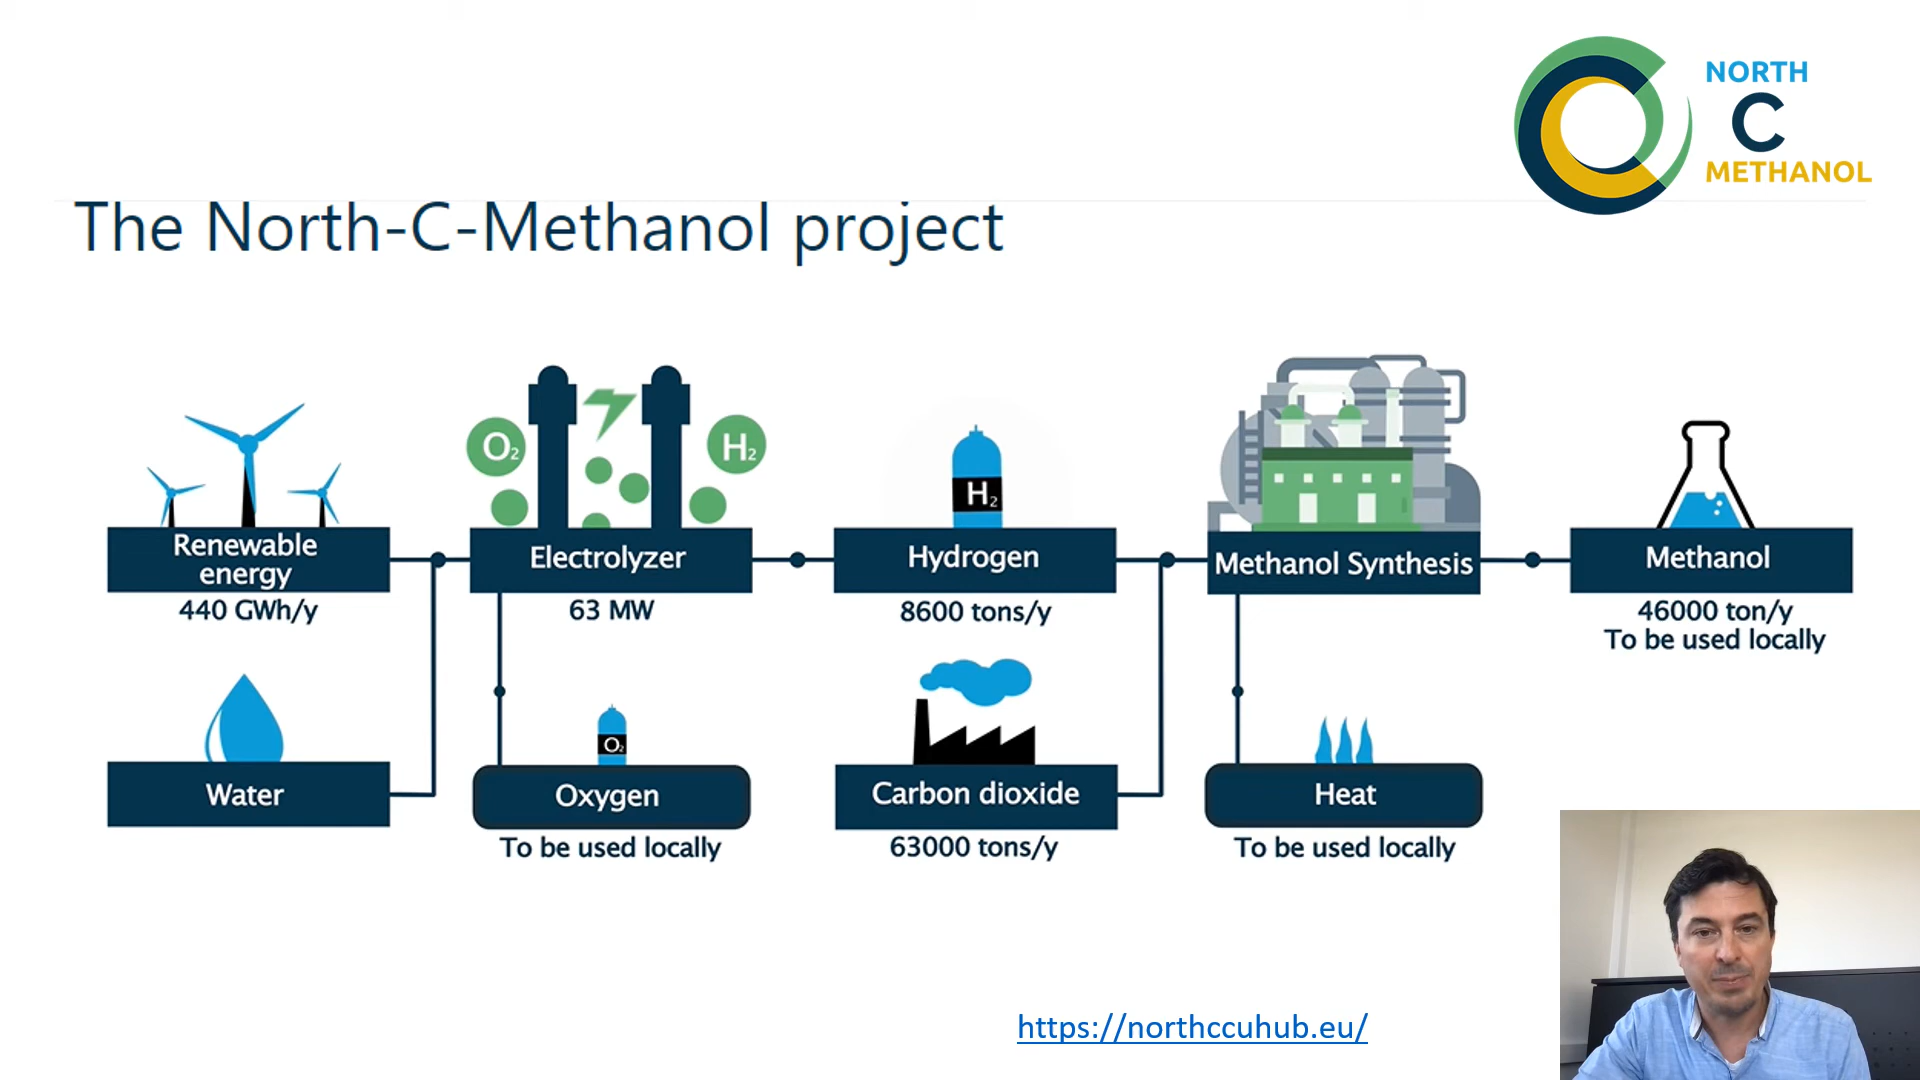 NORTH
C
METHANOL
The North-C-Methanol project
O2
H2
H2
Renewable
energy
440 GWh/y
Electrolyzer
63 MW
Hydrogen
8600 tons/y
Methanol Synthesis
Methanol
46000 ton/y
To be used locally
Water
O2
Oxygen
To be used locally
Carbon dioxide
63000 tons/y
Heat
To be used locally
https://northccuhub.eu/